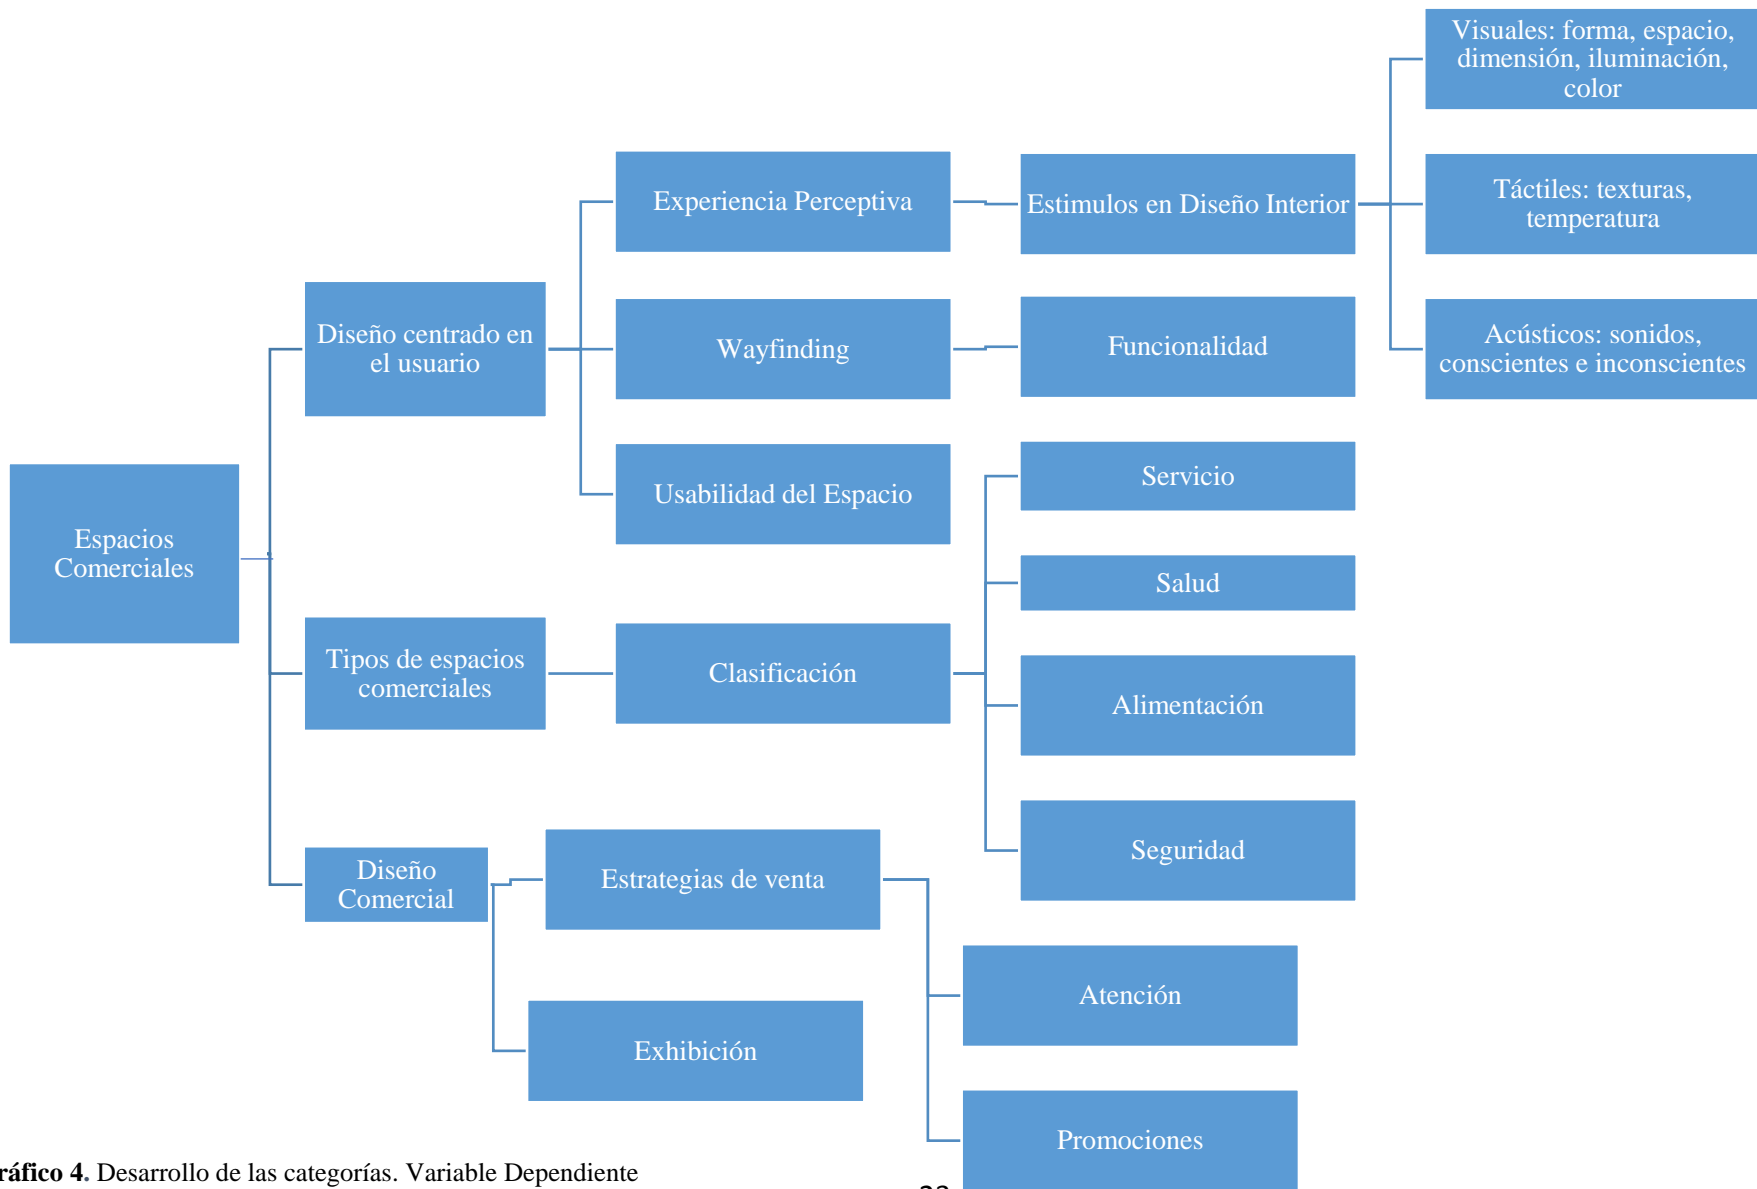 Visuales: forma, espacio,
dimensión, iluminación,
color
Experiencia Perceptiva
Estimulos en Diseño Interior
Táctiles: texturas,
temperatura
Diseño centrado en
el usuario
Wayfinding
Funcionalidad
Acústicos: sonidos,
conscientes e inconscientes
Usabilidad del Espacio
Servicio
Espacios
Comerciales
Salud
Tipos de espacios
comerciales
Clasificación
Alimentación
Seguridad
Diseño
Comercial
Estrategias de venta
Atención
Exhibición
Promociones
ráfico 4. Desarrollo de las categorías. Variable Dependiente